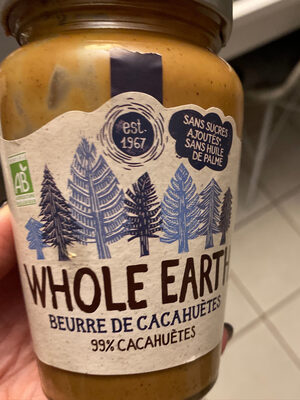 est.
1967
SANS SUCRES
AJOUTÉS,
SANS HUILE
DE PALME
AB
WHOLE EARTH
BEURRE DE CACAHUÈTES
99% CACAHUÈTES